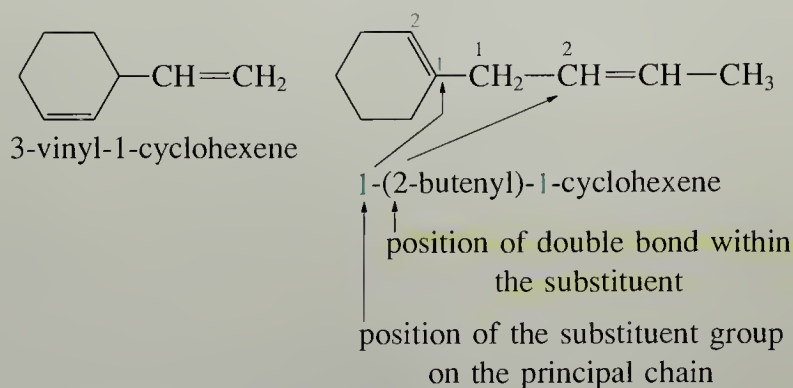 CH=CH₂
3-vinyl-1-cyclohexene
2
1
1 2
CH₂—CH=CH—CH₃
1-(2-butenyl)-1-cyclohexene
position of double bond within
the substituent
position of the substituent group
on the principal chain